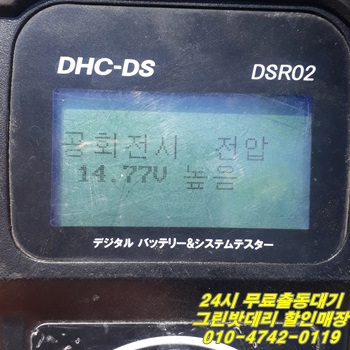 DHC-DS DSR02
공회전시 전압
14.77V 높음
デジタル バッテリー&システムテスター
24시 무료출동대기
그린밧데리 할인매장
010-4742-0119